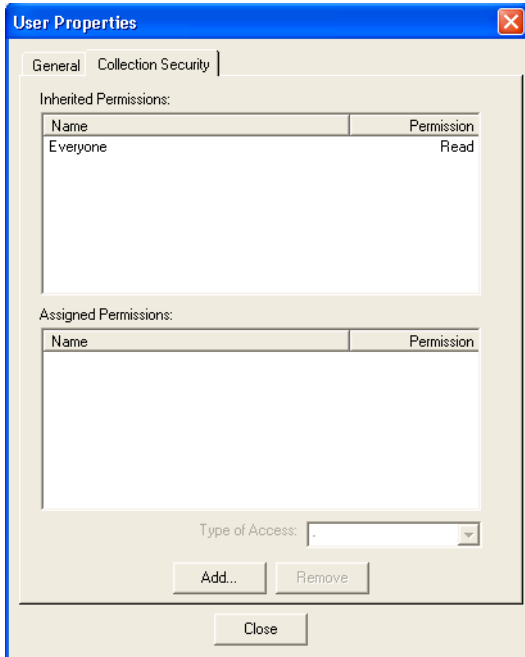 User Properties
General Collection Security
Inherited Permissions:
Name Permission
Everyone Read
Assigned Permissions:
Name Permission
Type of Access: .
Add... Remove
Close